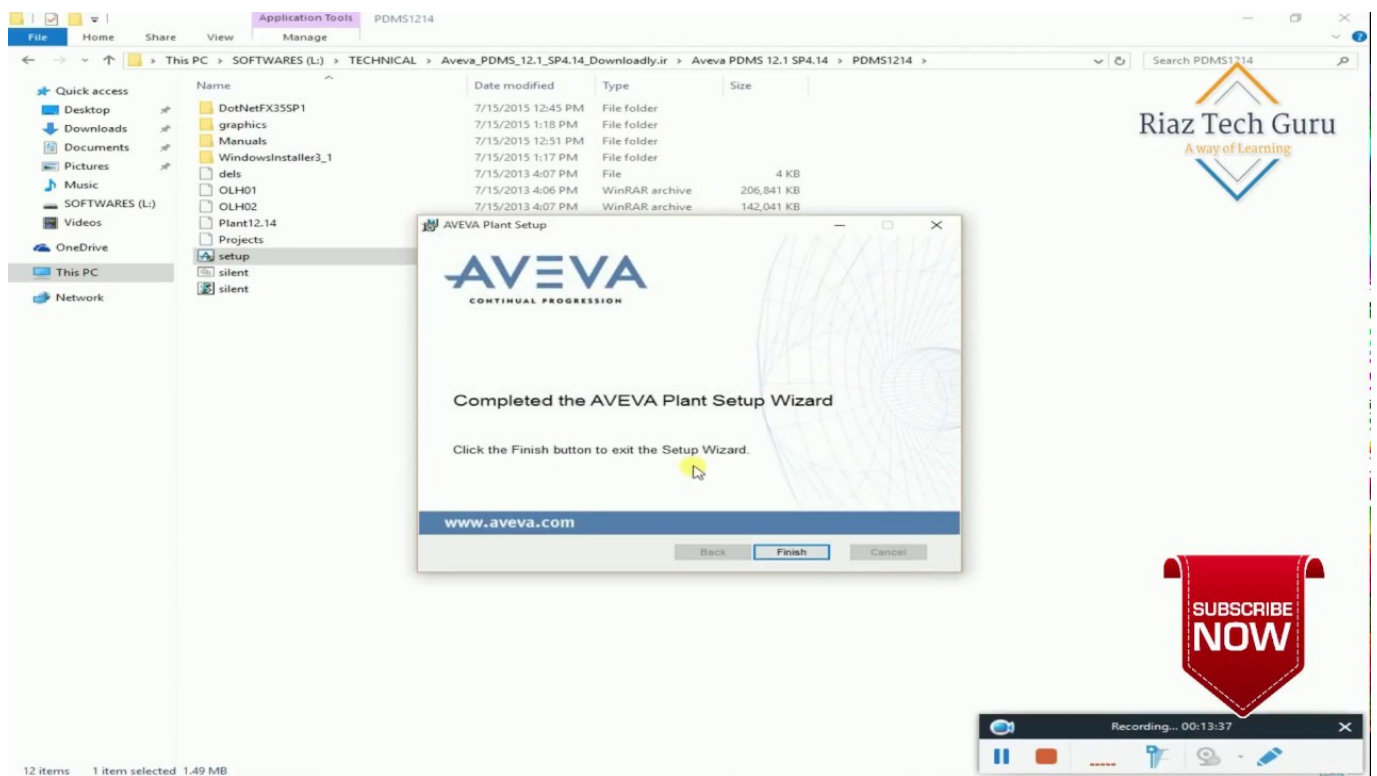 Application Tools PDMS1214
File Home Share View Manage
This PC > SOFTWARES (L:) > TECHNICAL > Aveva_PDMS_12.1_SP4.14_Downloadly.ir > Aveva PDMS 12.1 SP4.14 > PDMS1214 >
Search PDMS1214
Quick access
Desktop
Downloads
Documents
Pictures
Music
SOFTWARES (L:)
Videos
OneDrive
This PC
Network
Name Date modified Type Size
DotNetFX35SP1 7/15/2015 12:45 PM File folder
graphics 7/15/2015 1:18 PM File folder
Manuals 7/15/2015 12:51 PM File folder
WindowsInstaller3_1 7/15/2015 1:17 PM File folder
dels 7/15/2013 4:07 PM File 4 KB
OLH01 7/15/2013 4:06 PM WinRAR archive 206,841 KB
OLH02 7/15/2013 4:07 PM WinRAR archive 142,041 KB
Plant12.14
Projects
setup
silent
silent
Riaz Tech Guru
A way of Learning
AVEVA Plant Setup
AVEVA
CONTINUAL PROGRESSION
Completed the AVEVA Plant Setup Wizard
Click the Finish button to exit the Setup Wizard.
www.aveva.com
Back Finish Cancel
SUBSCRIBE
NOW
Recording... 00:13:37
12 items 1 item selected 1.49 MB